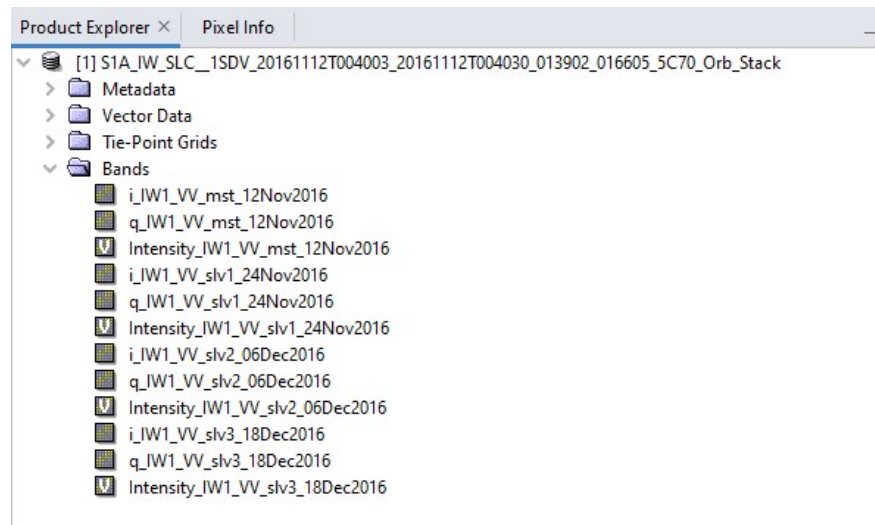 Product Explorer × Pixel Info
[1] S1A_IW_SLC__1SDV_20161112T004003_20161112T004030_013902_016605_5C70_Orb_Stack
Metadata
Vector Data
Tie-Point Grids
Bands
i_IW1_VV_mst_12Nov2016
q_IW1_VV_mst_12Nov2016
Intensity_IW1_VV_mst_12Nov2016
i_IW1_VV_slv1_24Nov2016
q_IW1_VV_slv1_24Nov2016
Intensity_IW1_VV_slv1_24Nov2016
i_IW1_VV_slv2_06Dec2016
q_IW1_VV_slv2_06Dec2016
Intensity_IW1_VV_slv2_06Dec2016
i_IW1_VV_slv3_18Dec2016
q_IW1_VV_slv3_18Dec2016
Intensity_IW1_VV_slv3_18Dec2016